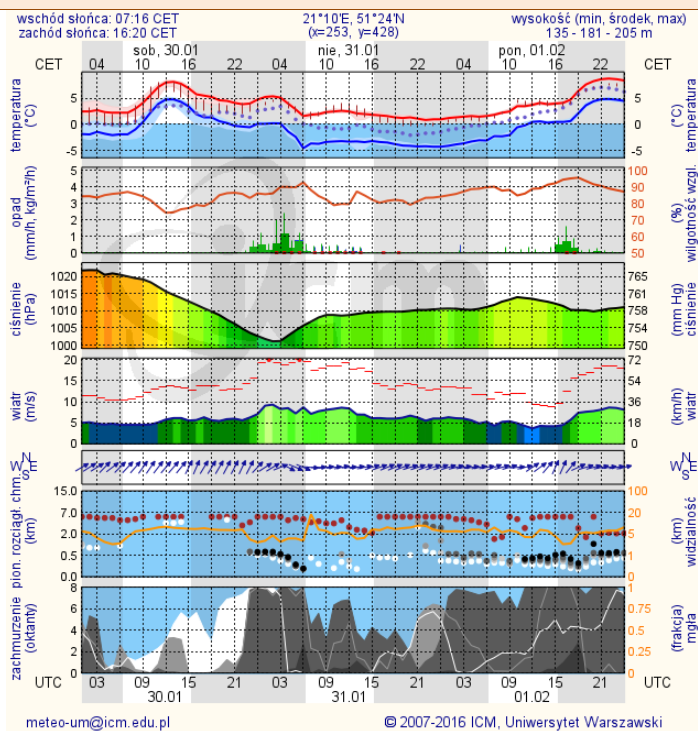 wschód słońca: 07:16 CET 21°10'E, 51°24'N wysokość (min, środek, max)
zachód słońca: 16:20 CET (x=253, y=428) 135 - 181 - 205 m
sob, 30.01 nie, 31.01 pon, 01.02
CET 04 10 16 22 04 10 16 22 04 10 16 22 CET
temperatura (°C) 5 0 -5 5 0 -5 (°C) temperatura
opad (mm/h, kg/m²/h) 5 4 3 2 1 0 100 90 80 70 60 50 (%) wilgotność wzgl.
ciśnienie (hPa) 1020 1015 1010 1005 1000 765 761 758 754 750 (mm Hg) ciśnienie
wiatr (m/s) 20 15 10 5 0 72 54 36 18 0 (km/h) wiatr
N W E S N W E S
pion. rozciągł. chm. (km) 15.0 7.0 2.0 0.5 0.0 100 20 5 1 0 (km) widzialność
zachmurzenie (oktanty) 8 6 4 2 0 1 0.75 0.5 0.25 0 (frakcja) mgła
UTC 03 09 15 21 03 09 15 21 03 09 15 21 UTC
30.01 31.01 01.02
icm
meteo-um@icm.edu.pl © 2007-2016 ICM, Uniwersytet Warszawski